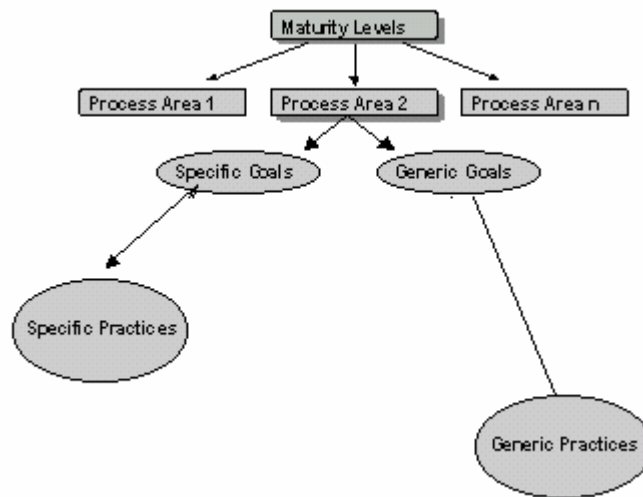 Maturity Levels
Process Area 1
Process Area 2
Process Area n
Specific Goals
Generic Goals
Specific Practices
Generic Practices